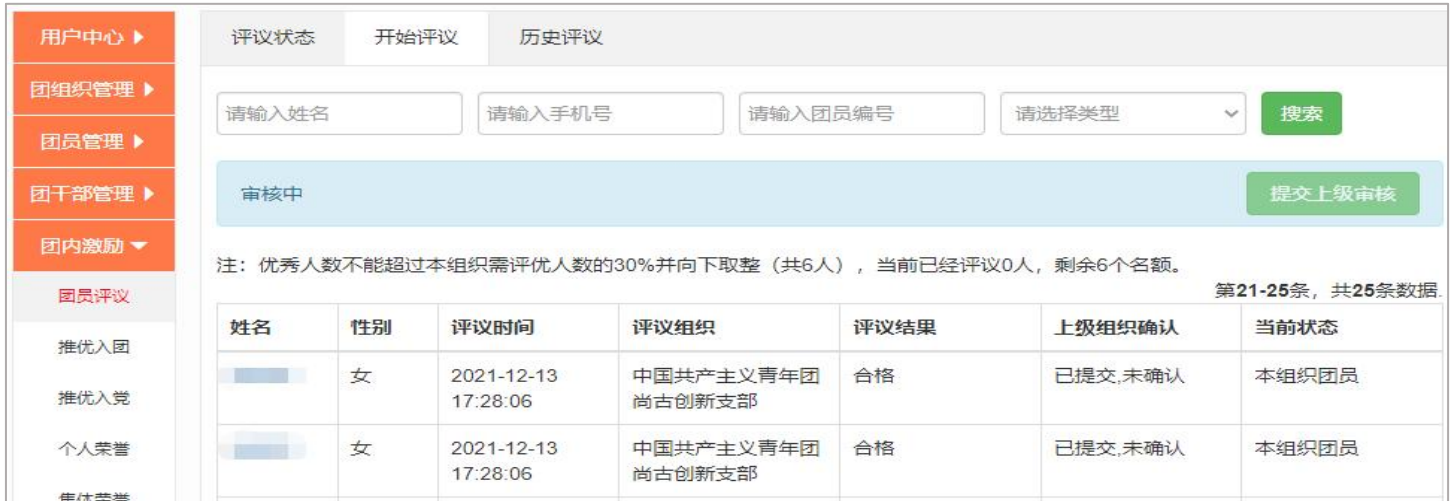 用户中心
团组织管理
团员管理
团干部管理
团内激励
团员评议
推优入团
推优入党
个人荣誉
集体荣誉
评议状态 开始评议 历史评议
请输入姓名 请输入手机号 请输入团员编号 请选择类型 搜索
审核中 提交上级审核
注：优秀人数不能超过本组织需评优人数的30%并向下取整（共6人），当前已经评议0人，剩余6个名额。
第21-25条，共25条数据.
姓名 性别 评议时间 评议组织 评议结果 上级组织确认 当前状态
女 2021-12-13 中国共产主义青年团 合格 已提交,未确认 本组织团员
17:28:06 尚古创新支部
女 2021-12-13 中国共产主义青年团 合格 已提交,未确认 本组织团员
17:28:06 尚古创新支部